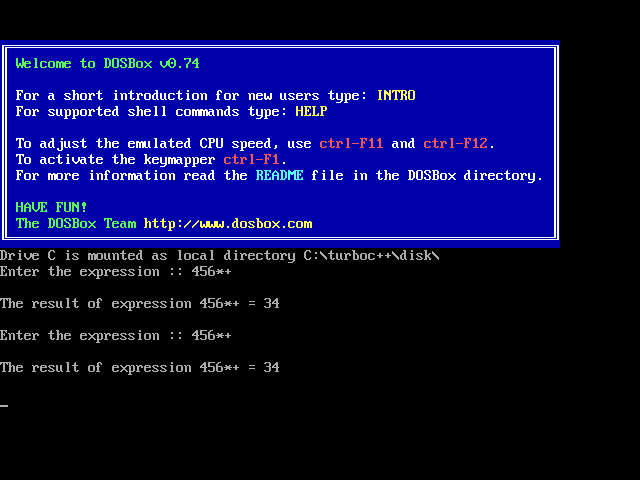 Welcome to DOSBox v0.74
For a short introduction for new users type: INTRO
For supported shell commands type: HELP
To adjust the emulated CPU speed, use ctrl-F11 and ctrl-F12.
To activate the keymapper ctrl-F1.
For more information read the README file in the DOSBox directory.
HAVE FUN!
The DOSBox Team http://www.dosbox.com
Drive C is mounted as local directory C:\turboc++\disk\
Enter the expression :: 456*+
The result of expression 456*+ = 34
Enter the expression :: 456*+
The result of expression 456*+ = 34
_